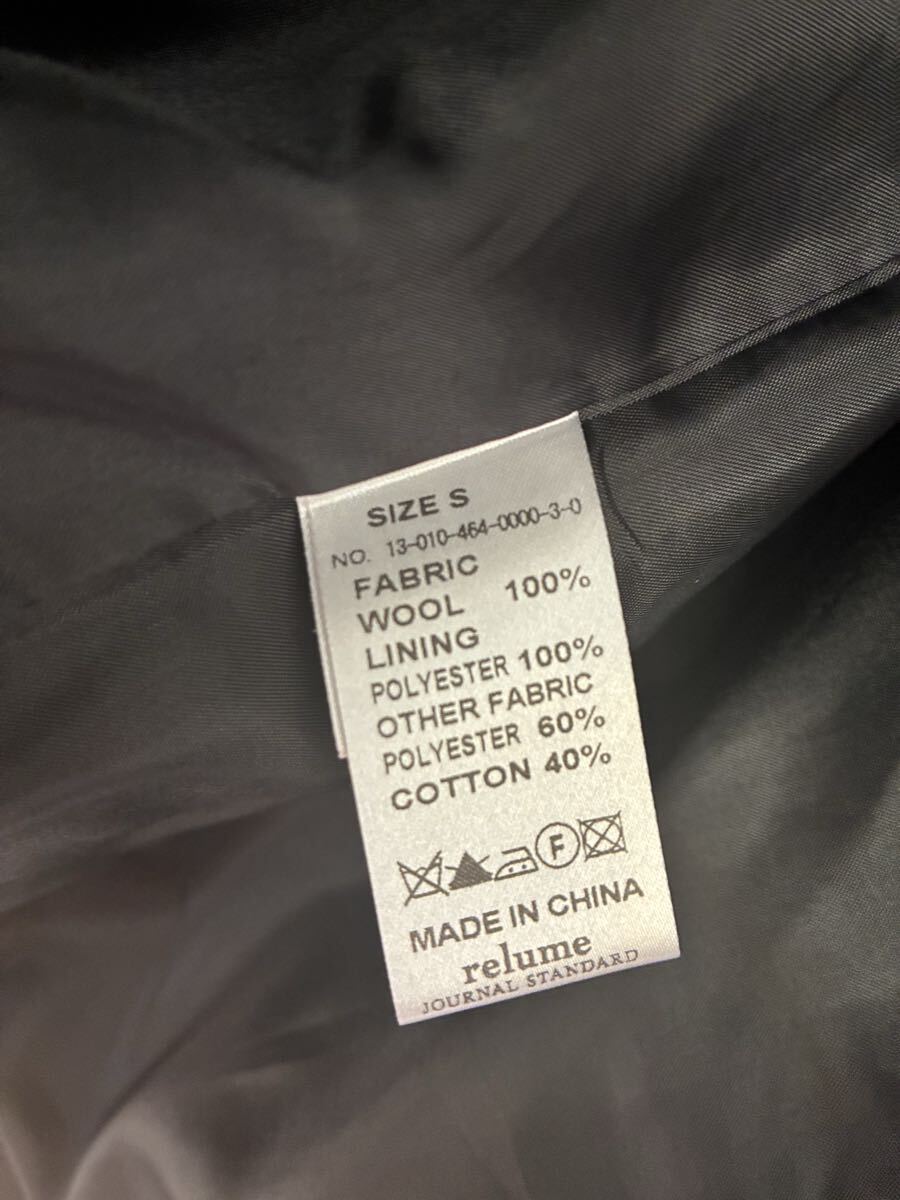 SIZE S
NO. 13-010-464-0000-3-0
FABRIC
WOOL 100%
LINING
POLYESTER 100%
OTHER FABRIC
POLYESTER 60%
COTTON 40%
F
MADE IN CHINA
relume
JOURNAL STANDARD